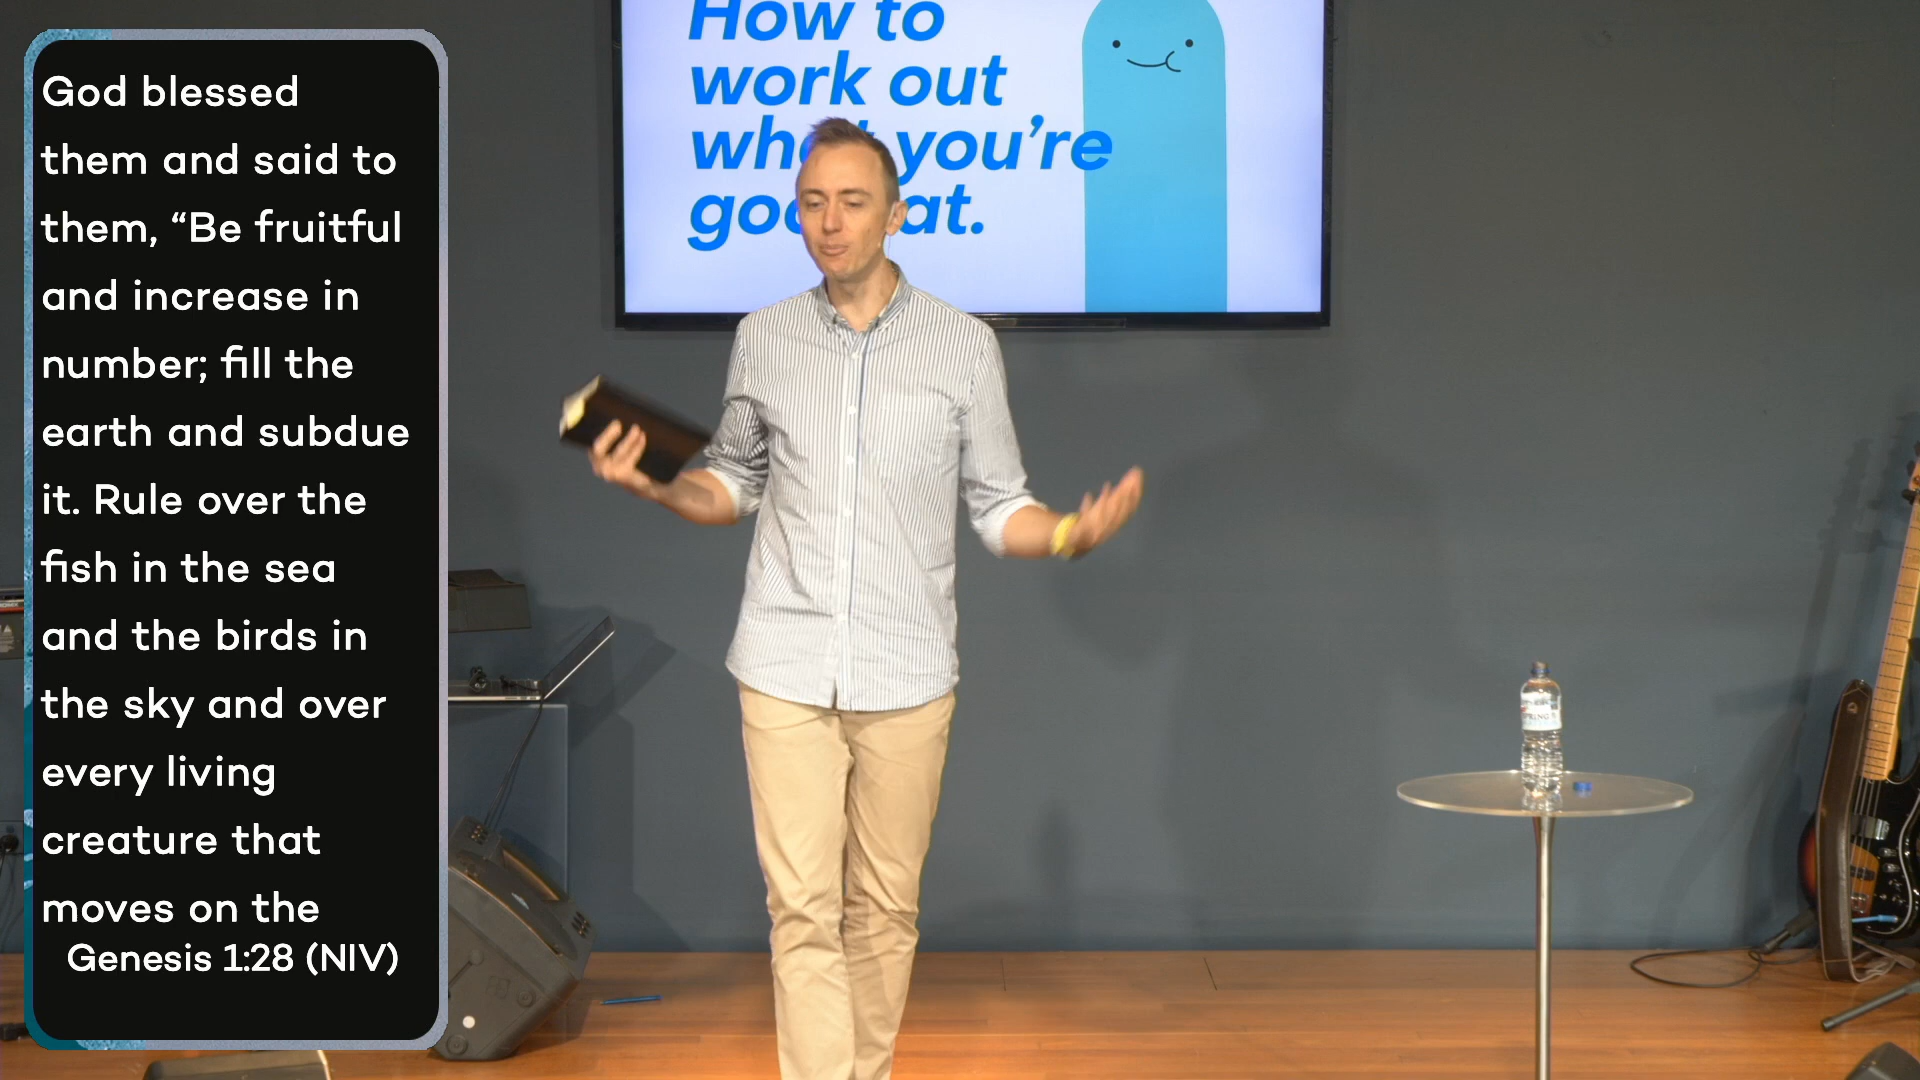 God blessed
them and said to
them, “Be fruitful
and increase in
number; fill the
earth and subdue
it. Rule over the
fish in the sea
and the birds in
the sky and over
every living
creature that
moves on the
Genesis 1:28 (NIV)
How to
work out
what you’re
good at.